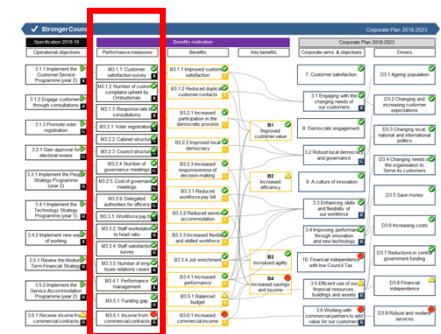 StrongerCoun
Corporate Plan 2018-2023
Specification 2018-19
Benefits realisation
Corporate Plan 2018-2023
Operational objectives
Performance measures
Benefits
Key benefits
Corporate aims & objectives
Drivers
3.1.1 Implement the
Customer Service
Programme (year 2)
3.1.2 Engage customer
through consultations
3.2 Promote voter
registration
3.2.1 Gain approval for
electoral review
3.3.1 Implement the Peop
Strategy Programme
(year 2)
3.4.1 Implement the
Technology Strategy
Programme (year 1)
3.4.2 Implement new way
of working
3.5.1 Review the Medium
Term Financial Strategy
3.5.2 Implement the
Service Accommodation
Programme (year 2)
3.6.1 Receive income from
commercial contracts
M3.1.1 Customer
satisfaction survey
M3.1.2 Number of custom
complaints upheld by
Ombudsman
M3.1.3 Response rate to
consultations
M3.2.1 Voter registration
M3.2.2 Cabinet structure
M3.2.3 Council structure
M3.2.4 Number of
governance meetings
M3.2.5 Cost of governance
meetings
M3.2.6 Delegated
authorities for officers
M3.1.1 Workforce pay bill
M3.3.2 Staff workstation
to head ratio
M3.4.4 Staff satisfaction
survey
M3.3.5 Number of emp
loyee relations cases
M3.4.1 Performance
management
M3.5.1 Funding gap
M3.6.1 Income from
commercial contracts
B3.1.1 Improved customer
satisfaction
B3.1.2 Reduced duplicate
customer contacts
B3.2.1 Increased
participation in the
democratic process
B3.2.2 Improved local
democracy
B3.2.3 Increased
responsiveness of
decision-making
B3.3.1 Reduced
workforce pay bill
B3.3.2 Reduced service
accommodation
B3.3.3 Increased flexible
and skilled workforce
B3.3.4 Job enrichment
B3.4.1 Increased
performance
B3.5.1 Balanced
budget
B3.6.1 Increased
commercial income
B1
Improved
customer value
B2
Increased
efficiency
B3
Increased agility
B4
Increased savings
and income
7. Customer satisfaction
3.1 Engaging with the
changing needs of
our customers
8. Democratic engagement
3.2 Robust local democracy
and governance
9. A culture of innovation
3.3 Enhancing skills
and flexibility of
our workforce
3.4 Improving performance
through innovation
and new technology
10. Financial independence
with low Council Tax
3.5 Efficient use of our
financial resources,
buildings and assets
3.6 Working with
commercial partners to add
value for our customers
D3.1 Ageing population
D3.2 Changing and
increasing customer
expectations
D3.3 Changing local,
national and international
politics
D3.4 Changing needs of
the organisation to
Serve its customers
D3.5 Save money
D3.6 Increasing costs
D3.7 Reductions in central
government funding
D3.8 Financial
independence
D3.9 Robust and resilient
services